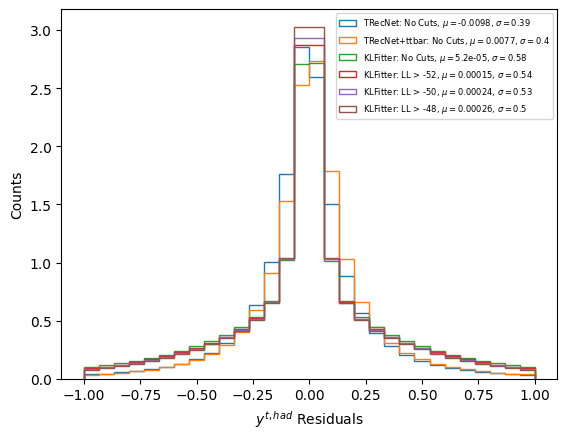 TRecNet: No Cuts, μ = -0.0098, σ = 0.39
TRecNet+ttbar: No Cuts, μ = 0.0077, σ = 0.4
KLFitter: No Cuts, μ = 5.2e-05, σ = 0.58
KLFitter: LL > -52, μ = 0.00015, σ = 0.54
KLFitter: LL > -50, μ = 0.00024, σ = 0.53
KLFitter: LL > -48, μ = 0.00026, σ = 0.5
3.0
2.5
2.0
1.5
1.0
0.5
0.0
Counts
−1.00 −0.75 −0.50 −0.25 0.00 0.25 0.50 0.75 1.00
y^{t,had} Residuals